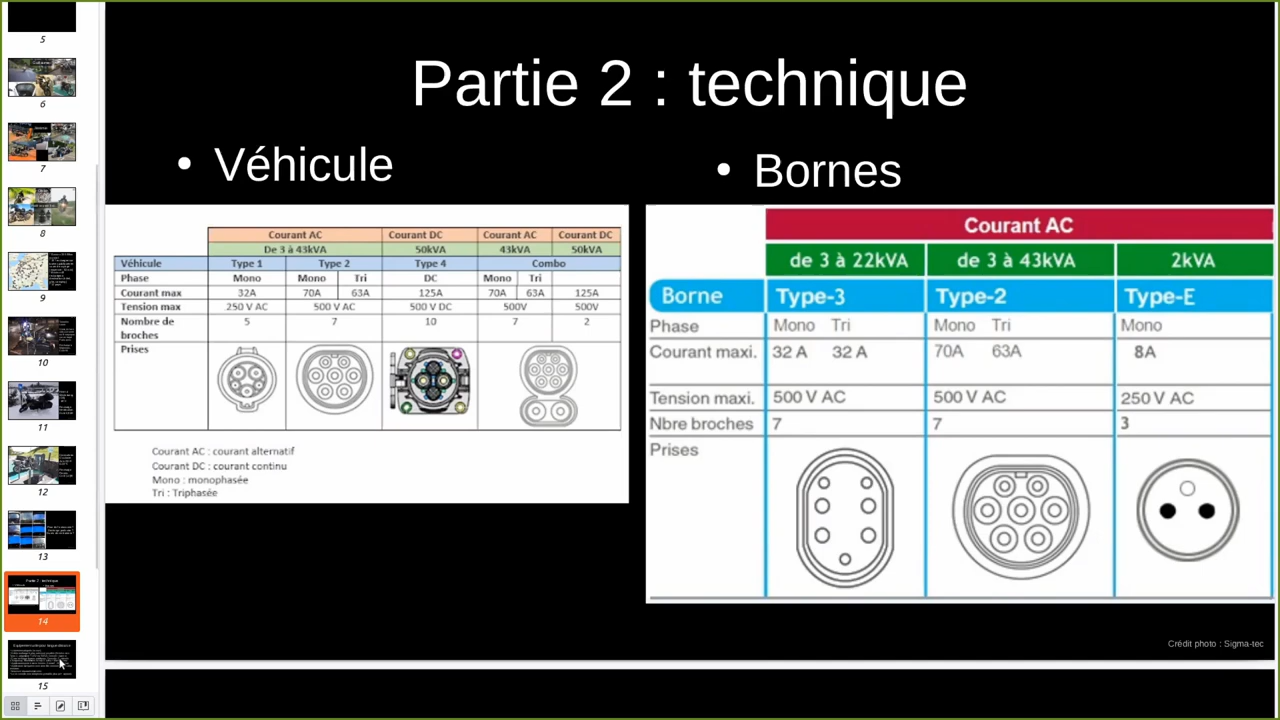 Partie 2 : technique
• Véhicule
• Bornes
Courant AC Courant DC Courant AC Courant DC
De 3 à 43kVA 50kVA 43kVA 50kVA
Véhicule Type 1 Type 2 Type 4 Combo
Phase Mono Mono Tri DC Mono Tri
Courant max 32A 70A 63A 125A 70A 63A 125A
Tension max 250 V AC 500 V AC 500 V DC 500V 500V
Nombre de broches 5 7 10 7 2
Prises
Courant AC : courant alternatif
Courant DC : courant continu
Mono : monophasée
Tri : Triphasée
Courant AC
de 3 à 22kVA de 3 à 43kVA 2kVA
Borne Type-3 Type-2 Type-E
Phase Mono Tri Mono Tri Mono
Courant maxi. 32 A 32 A 70A 63A 8A
Tension maxi. 500 V AC 500 V AC 250 V AC
Nbre broches 7 7 3
Prises
Crédit photo : Sigma-tec
5
6
7
8
9
10
11
12
13
14
15